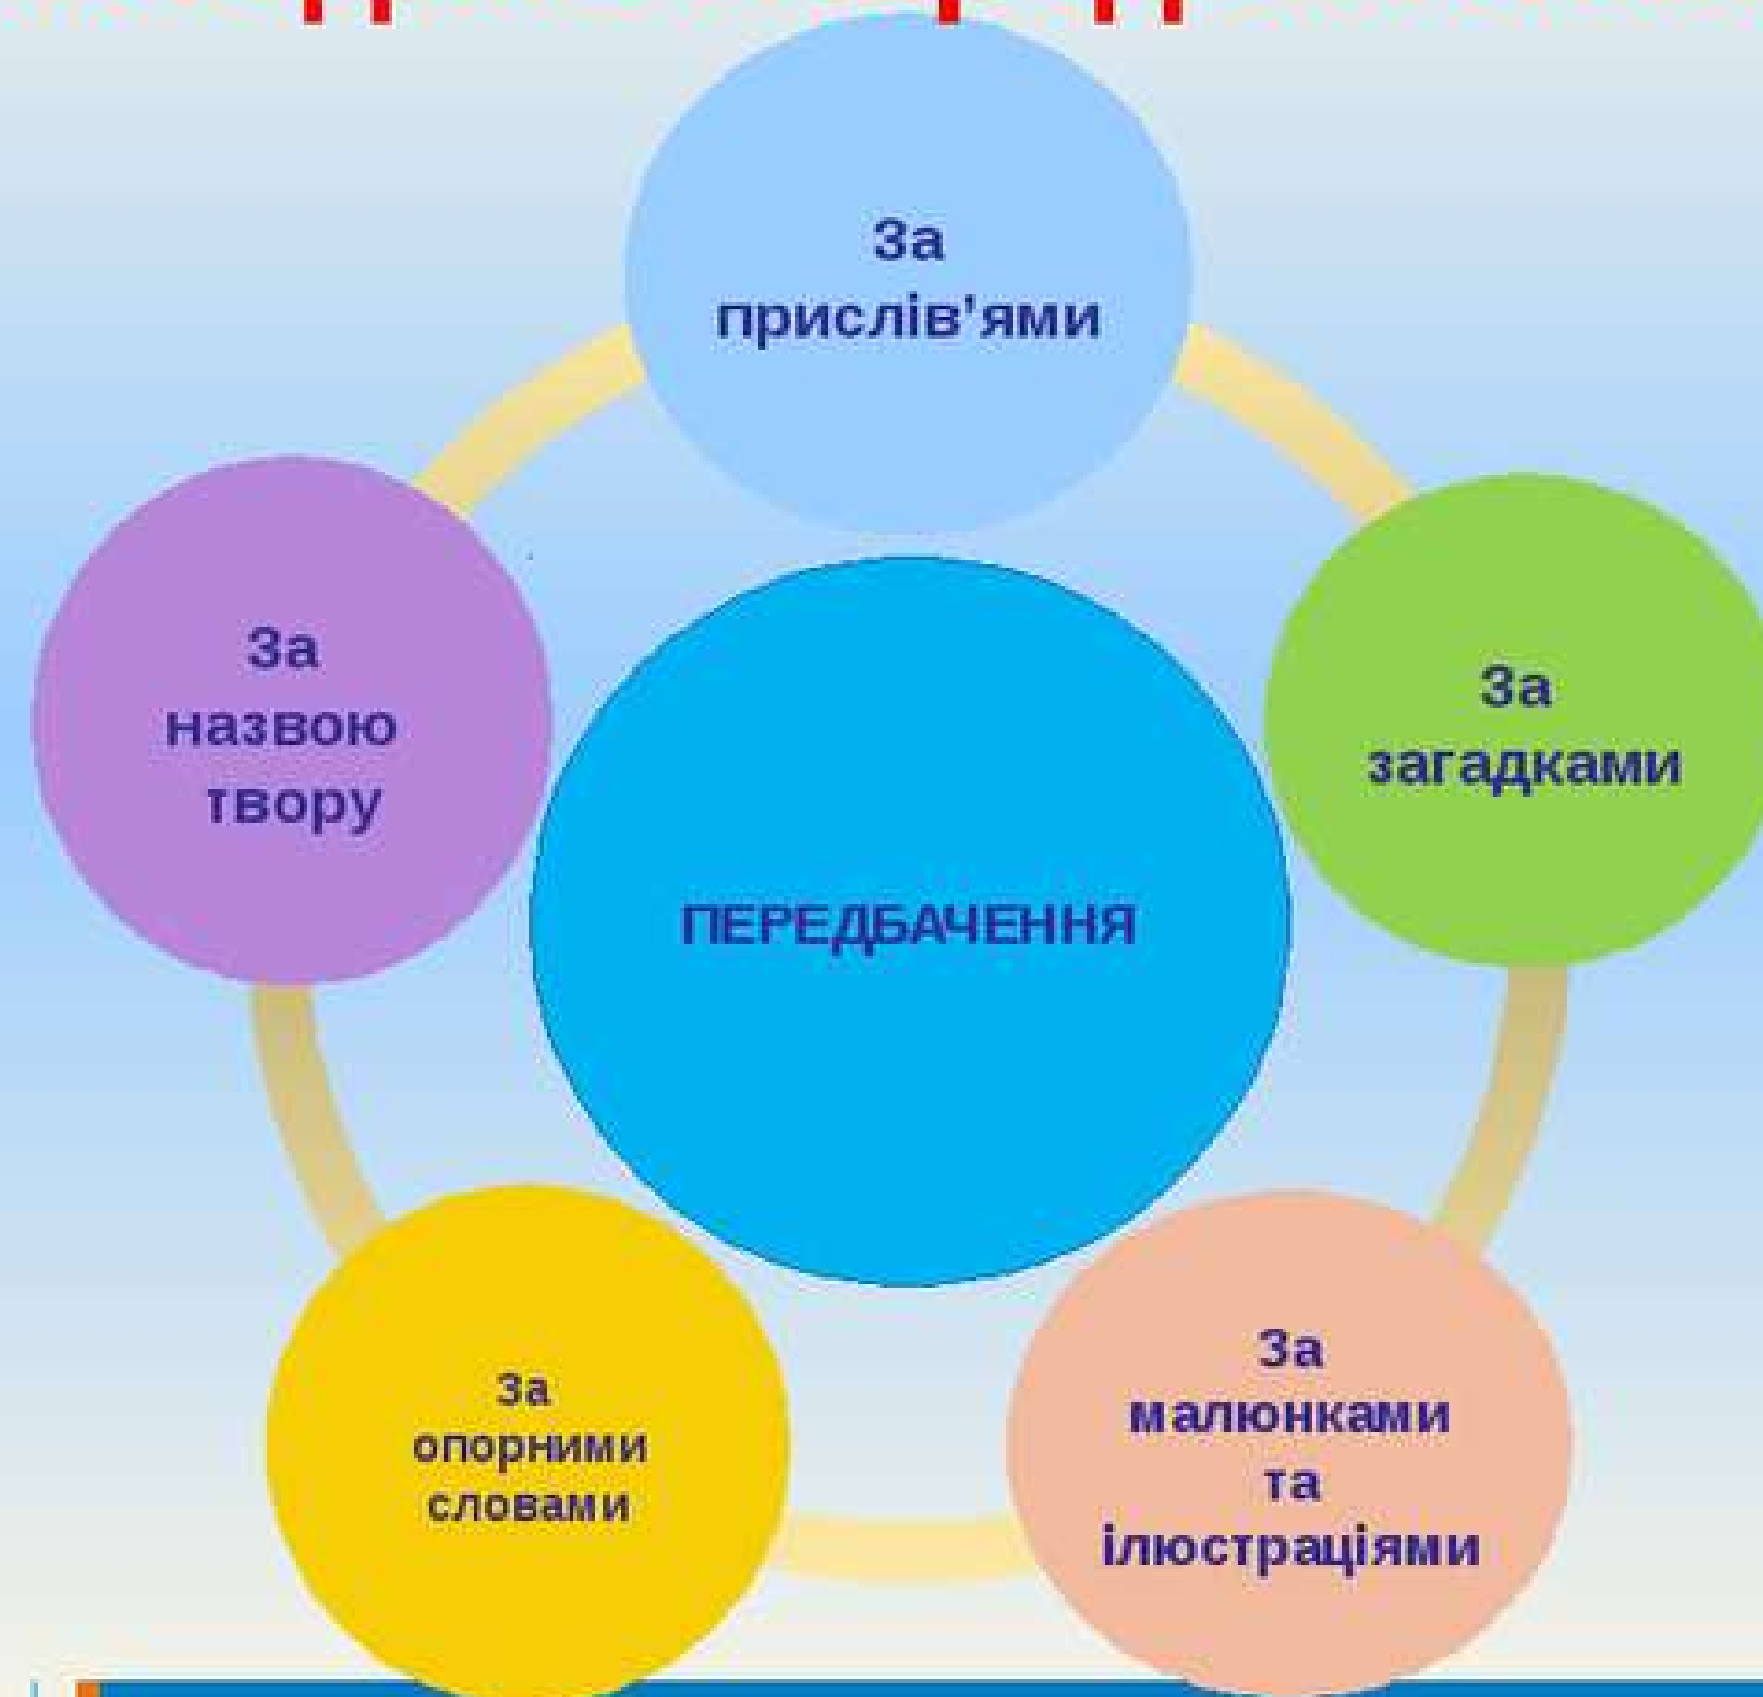 За
прислів'ями
За
загадками
За
малюнками
та
ілюстраціями
За
опорними
словами
За
назвою
твору
ПЕРЕДБАЧЕННЯ